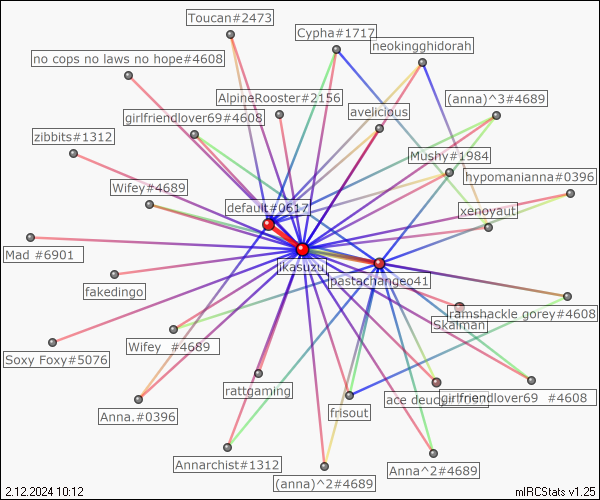 Toucan#2473
Cypha#1717
neokingghidorah
no cops no laws no hope#4608
AlpineRooster#2156
(anna)^3#4689
girlfriendlover69#4608
avelicious
zibbits#1312
Mushy#1984
hypomanianna#0396
Wifey#4689
default#0617
xenoyaut
Mad #6901
jkasuzu
pastachangeo41
fakedingo
ramshackle gorey#4608
Skalman
Soxy Foxy#5076
Wifey #4689
rattgaming
ace deucy
girlfriendlover69 #4608
Anna.#0396
frisout
Annarchist#1312
Anna^2#4689
(anna)^2#4689
2.12.2024 10:12
mIRCStats v1.25